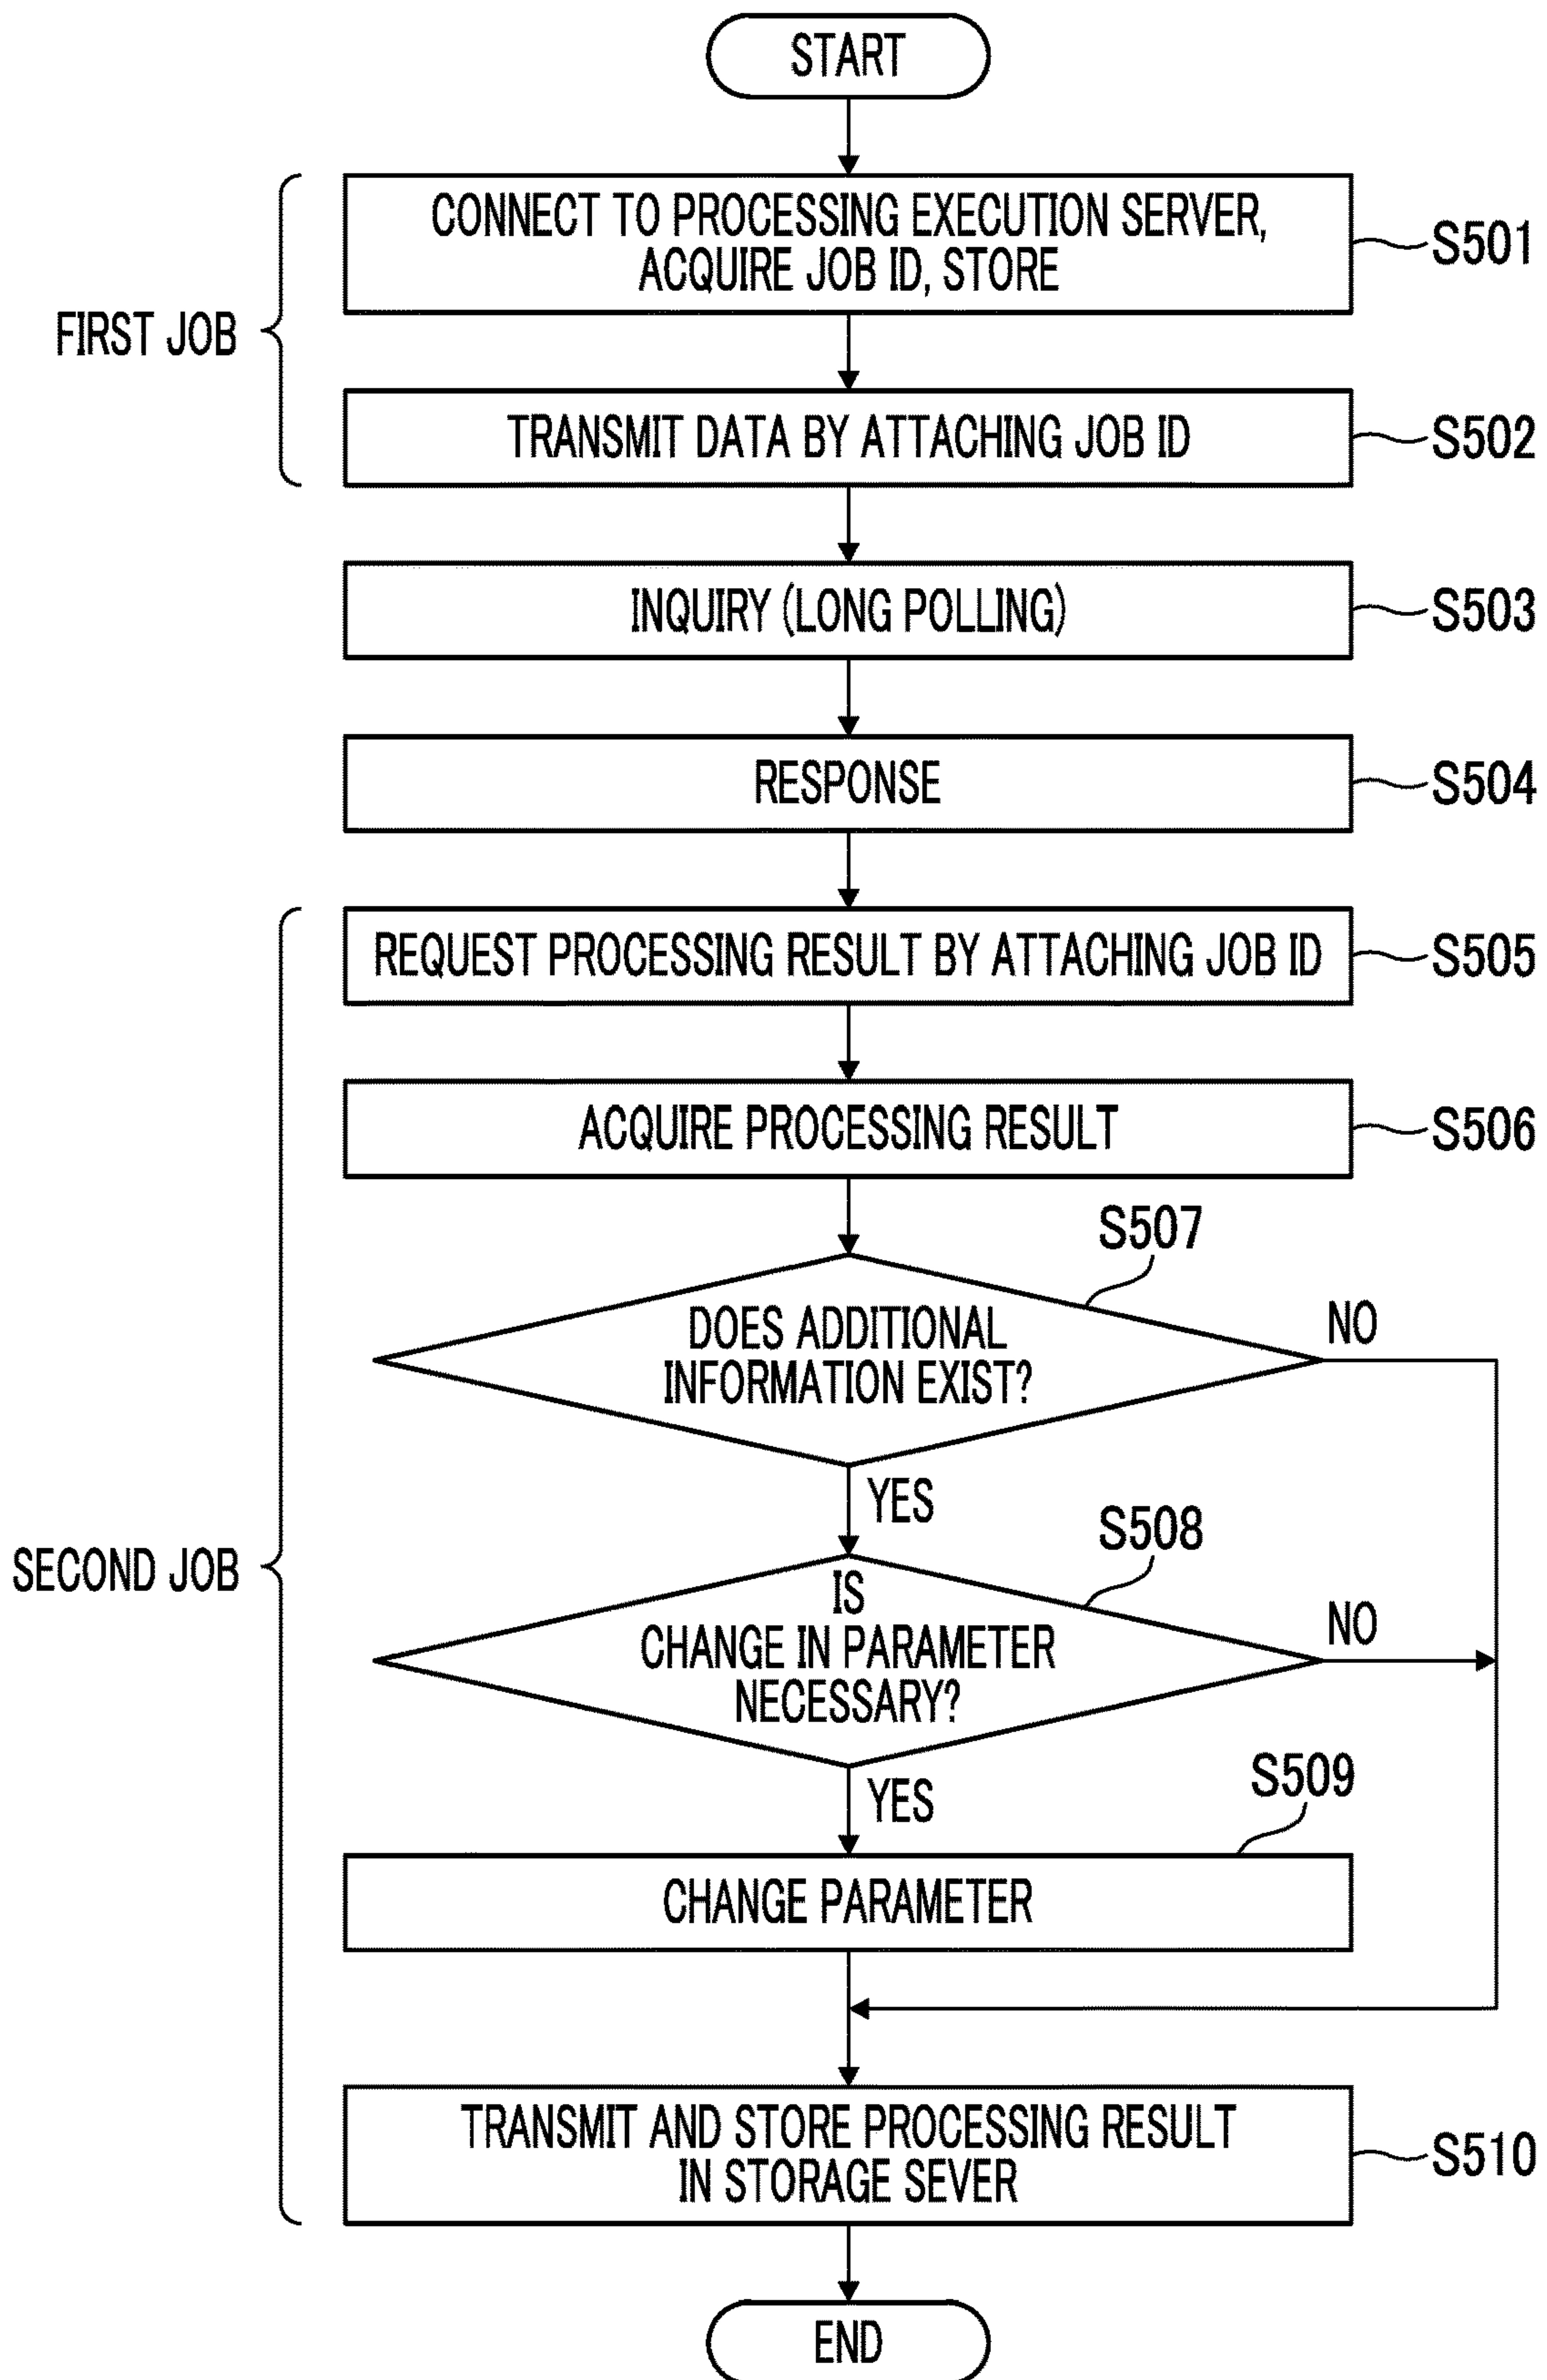 START
FIRST JOB
CONNECT TO PROCESSING EXECUTION SERVER,
ACQUIRE JOB ID, STORE
S501
TRANSMIT DATA BY ATTACHING JOB ID
S502
INQUIRY (LONG POLLING)
S503
RESPONSE
S504
SECOND JOB
REQUEST PROCESSING RESULT BY ATTACHING JOB ID
S505
ACQUIRE PROCESSING RESULT
S506
S507
DOES ADDITIONAL
INFORMATION EXIST?
NO
YES
S508
IS
CHANGE IN PARAMETER
NECESSARY?
NO
YES
S509
CHANGE PARAMETER
TRANSMIT AND STORE PROCESSING RESULT
IN STORAGE SEVER
S510
END